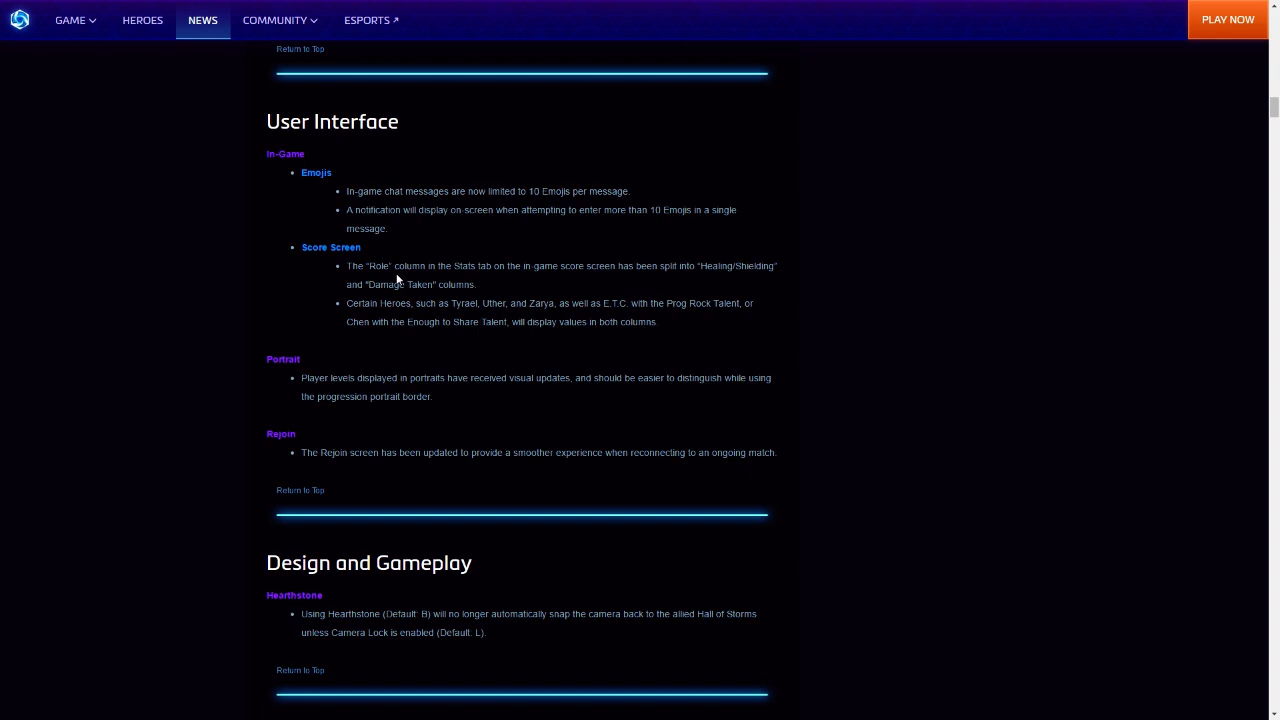 GAME HEROES NEWS COMMUNITY ESPORTS PLAY NOW
Return to Top
User Interface
In-Game
Emojis
In-game chat messages are now limited to 10 Emojis per message.
A notification will display on-screen when attempting to enter more than 10 Emojis in a single
message.
Score Screen
The “Role” column in the Stats tab on the in-game score screen has been split into “Healing/Shielding”
and “Damage Taken” columns.
Certain Heroes, such as Tyrael, Uther, and Zarya, as well as E.T.C. with the Prog Rock Talent, or
Chen with the Enough to Share Talent, will display values in both columns.
Portrait
Player levels displayed in portraits have received visual updates, and should be easier to distinguish while using
the progression portrait border.
Rejoin
The Rejoin screen has been updated to provide a smoother experience when reconnecting to an ongoing match.
Return to Top
Design and Gameplay
Hearthstone
Using Hearthstone (Default: B) will no longer automatically snap the camera back to the allied Hall of Storms
unless Camera Lock is enabled (Default: L).
Return to Top